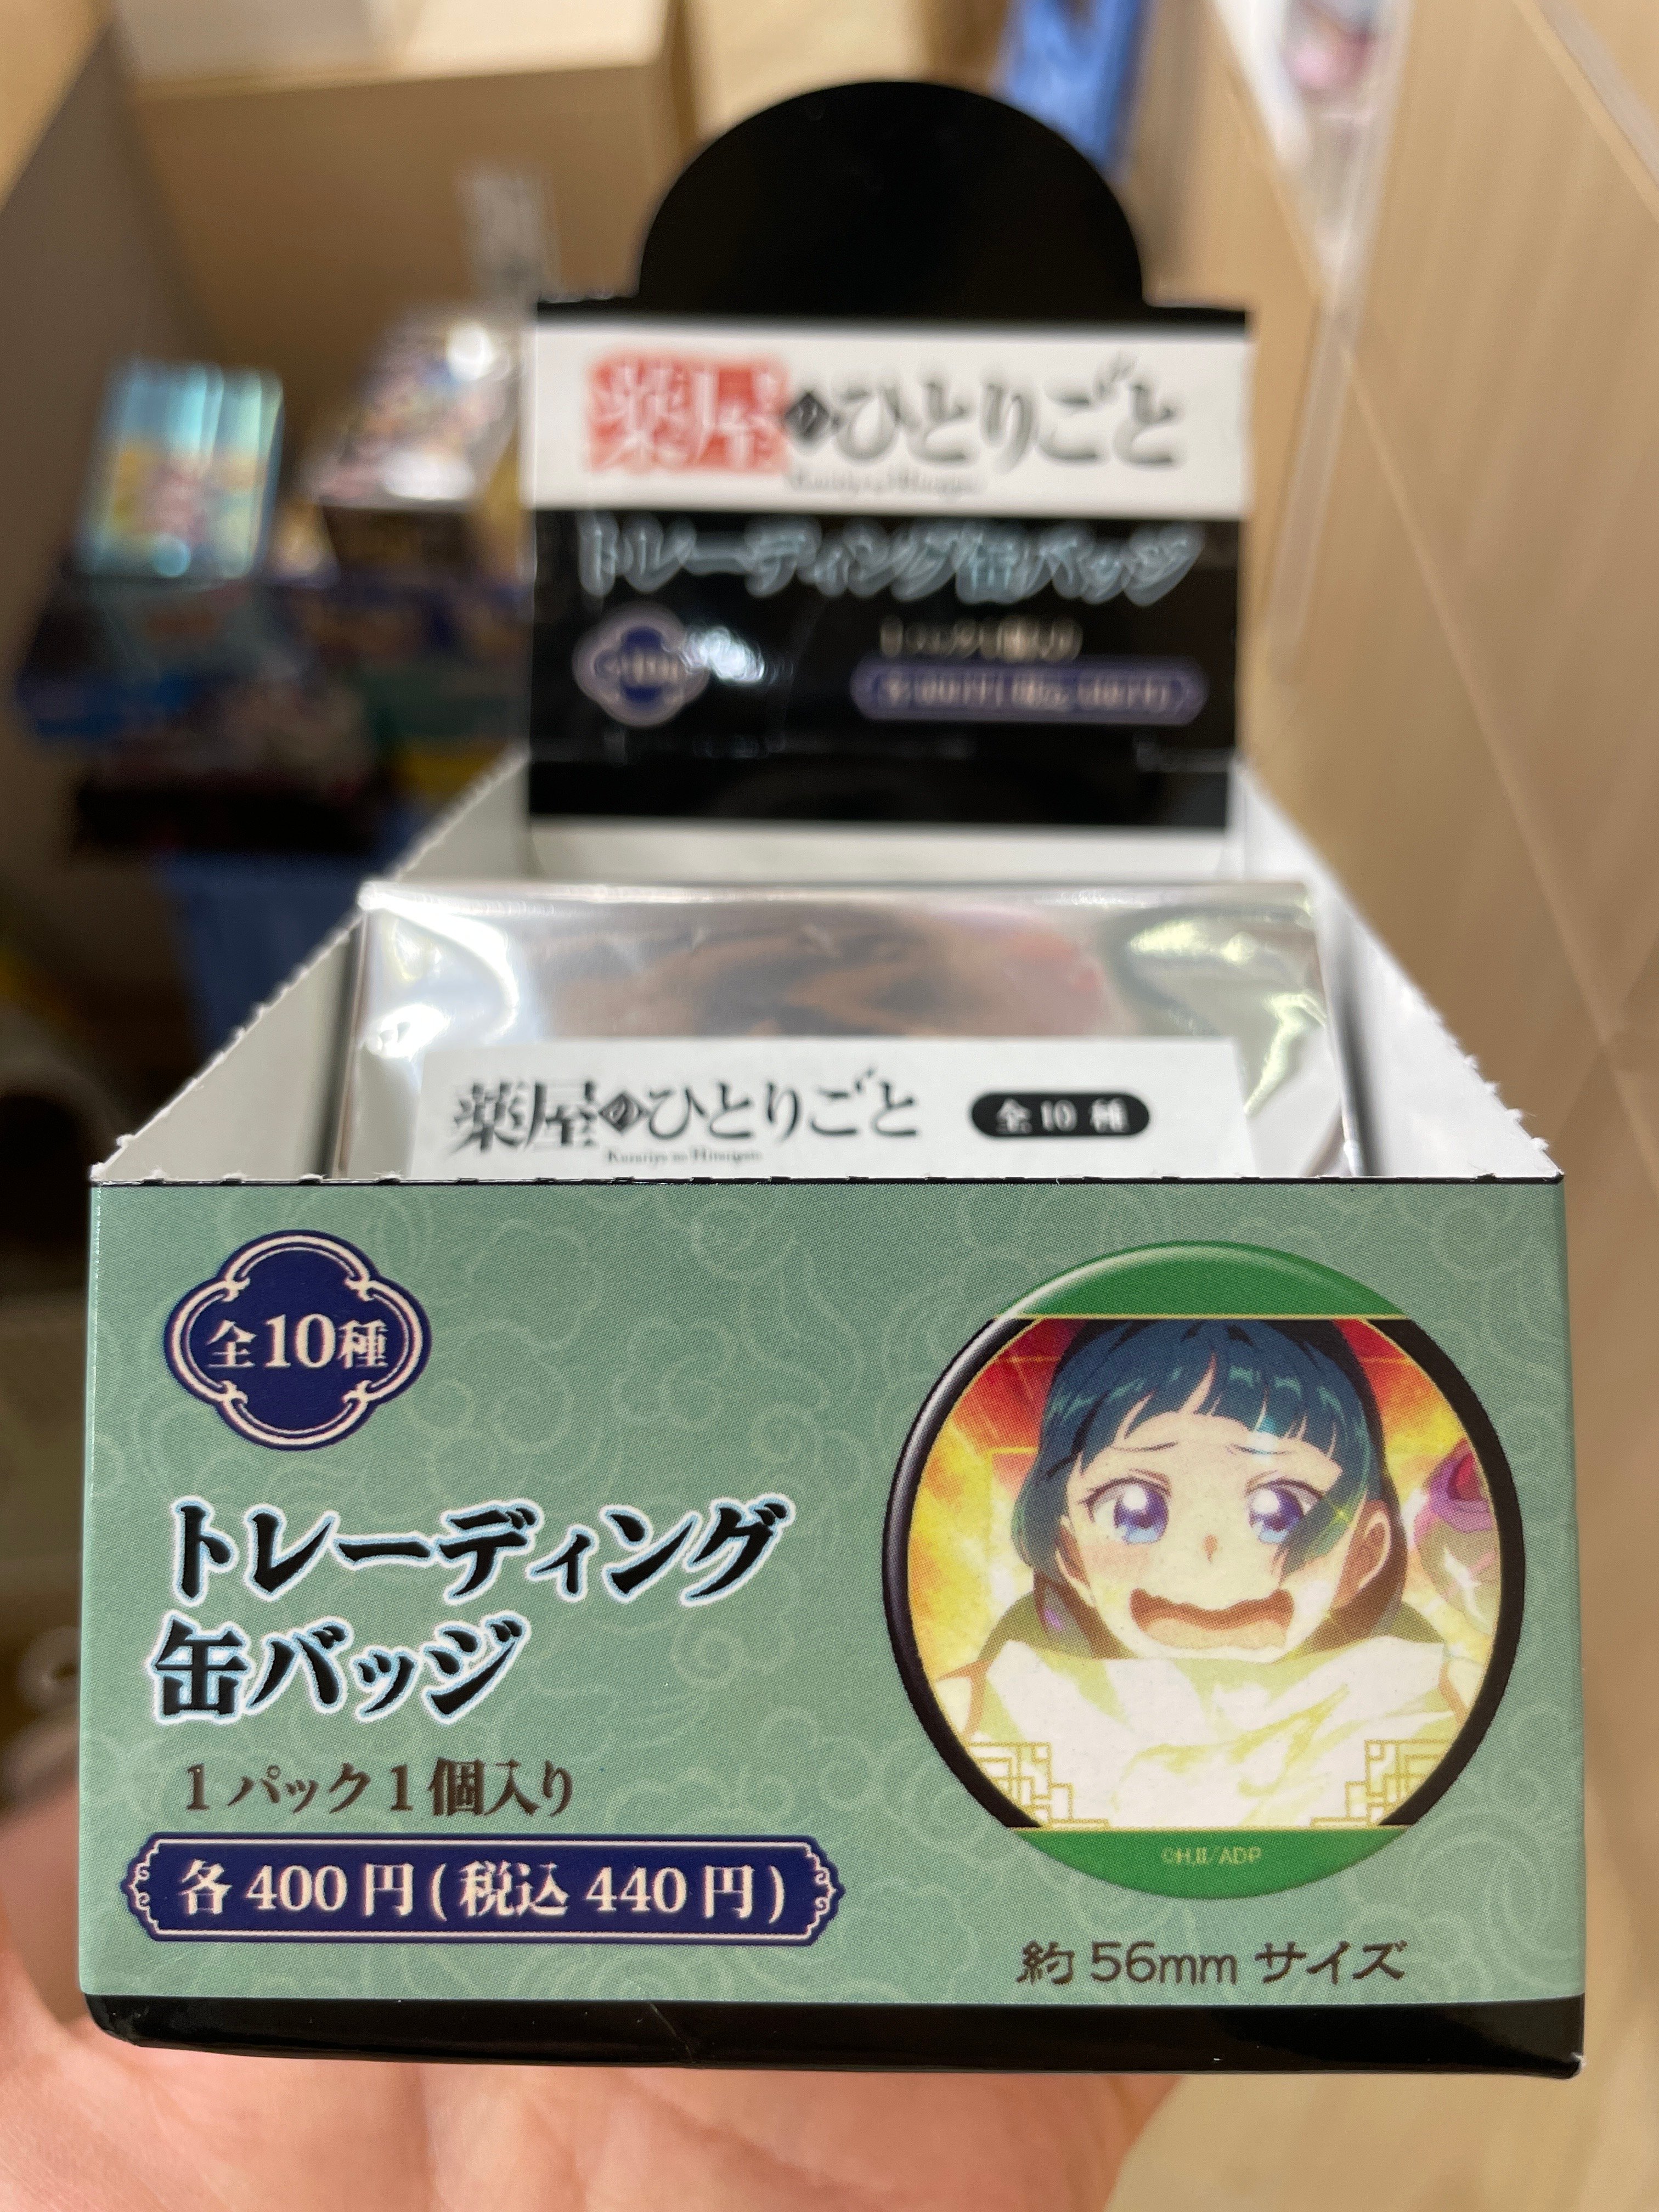 薬屋のひとりごと
トレーディング缶バッジ
薬屋のひとりごと
全10種
Kusuriya no Hitorigoto
全10種
トレーディング
缶バッジ
1パック1個入り
各400円(税込440円)
©H,II/ADP
約56mmサイズ